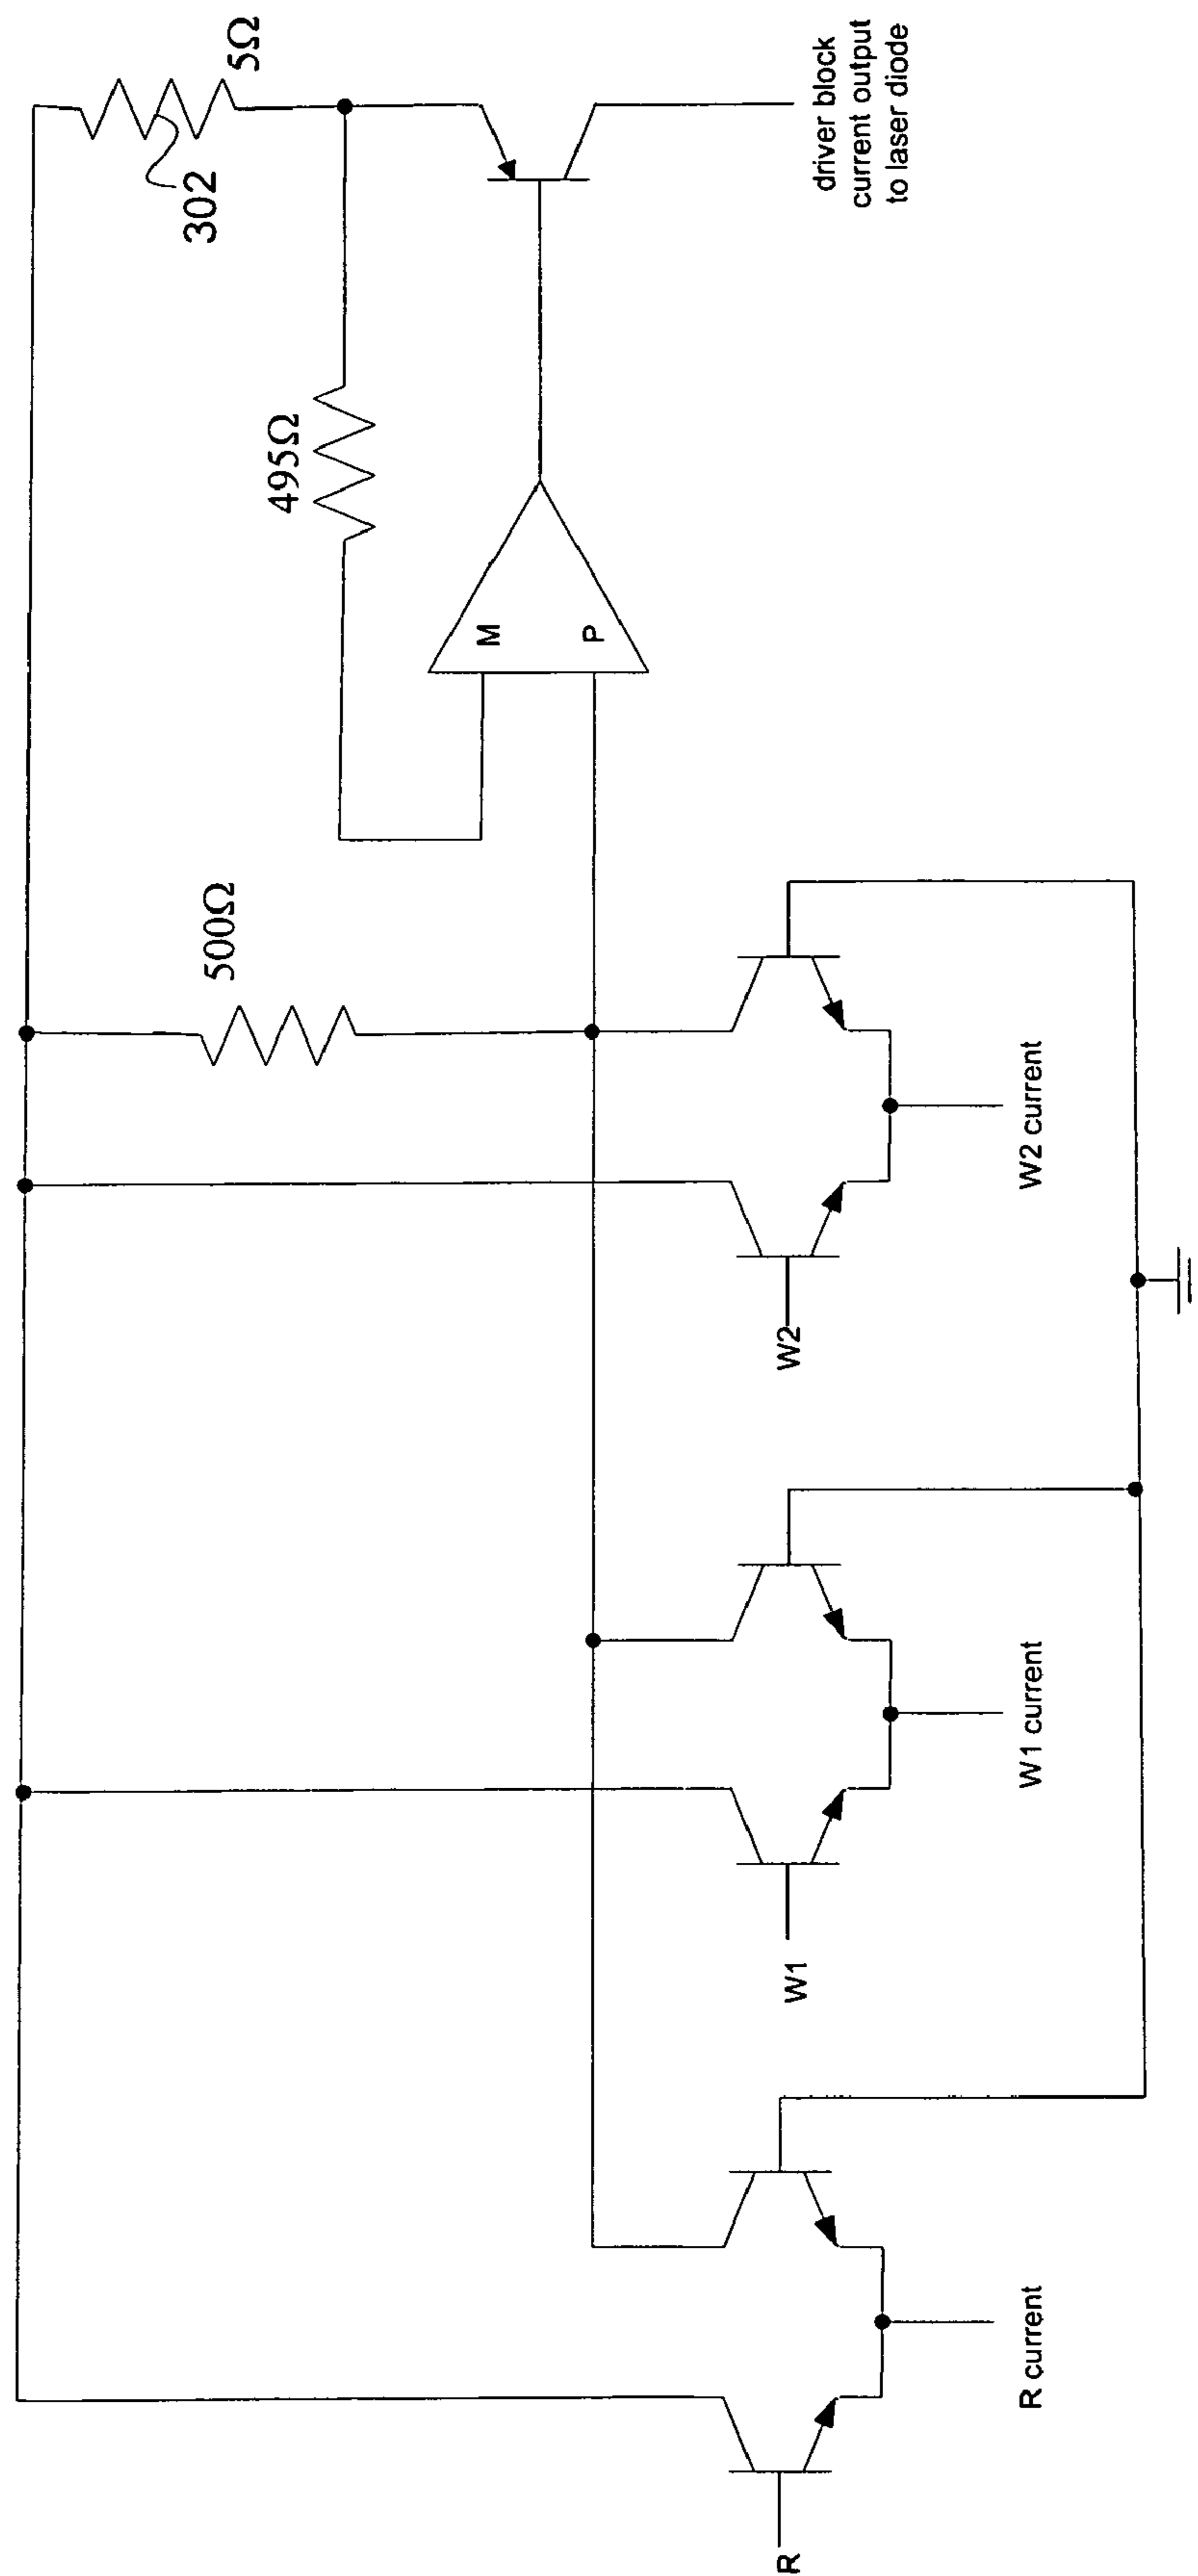 5Ω
302
495Ω
500Ω
M
P
driver block
current output
to laser diode
W2
W2 current
W1
W1 current
R
R current